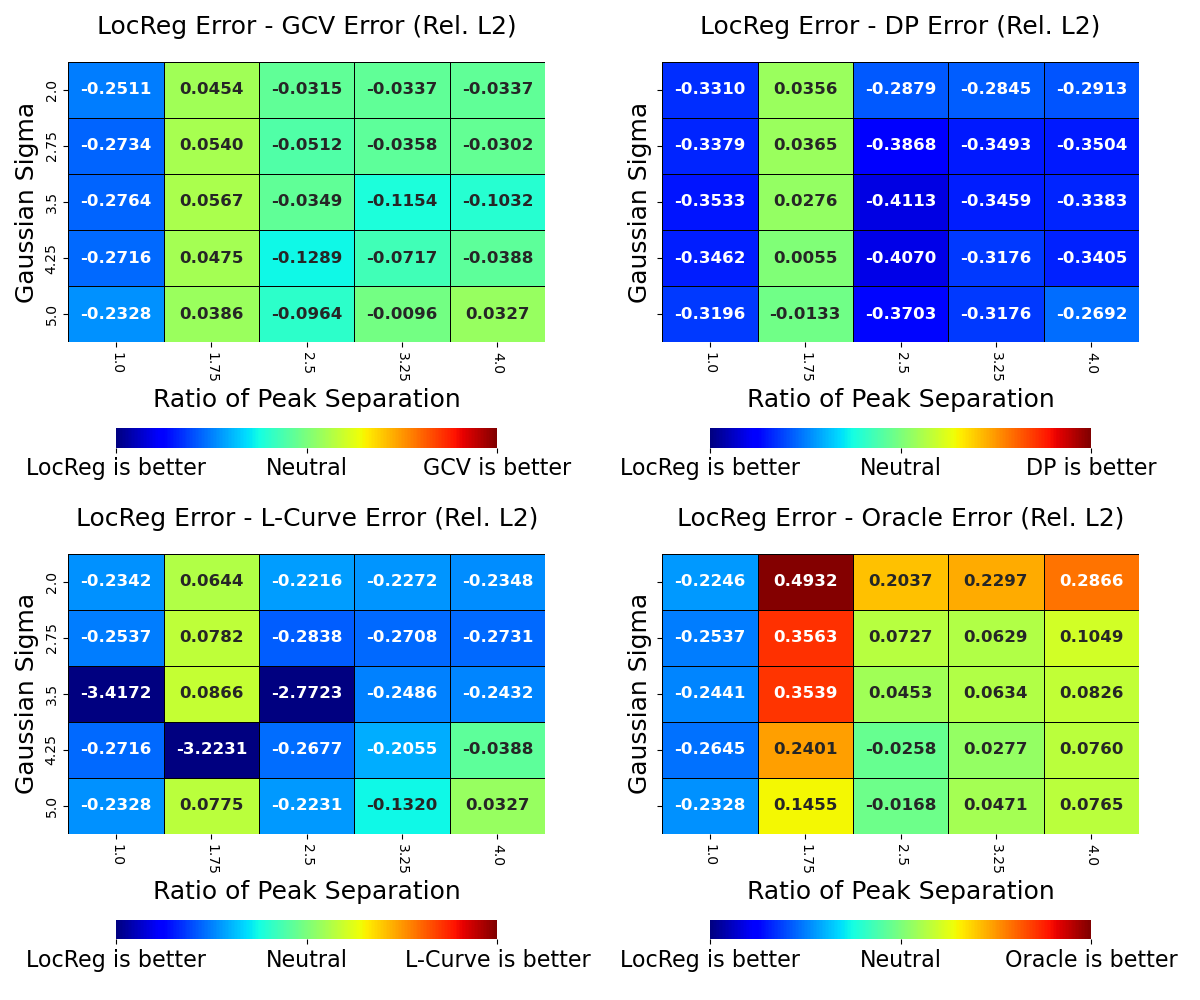 LocReg Error - GCV Error (Rel. L2)
Gaussian Sigma
2.0 -0.2511 0.0454 -0.0315 -0.0337 -0.0337
2.75 -0.2734 0.0540 -0.0512 -0.0358 -0.0302
3.5 -0.2764 0.0567 -0.0349 -0.1154 -0.1032
4.25 -0.2716 0.0475 -0.1289 -0.0717 -0.0388
5.0 -0.2328 0.0386 -0.0964 -0.0096 0.0327
1.0 1.75 2.5 3.25 4.0
Ratio of Peak Separation
LocReg is better Neutral GCV is better
LocReg Error - DP Error (Rel. L2)
Gaussian Sigma
-0.3310 0.0356 -0.2879 -0.2845 -0.2913
-0.3379 0.0365 -0.3868 -0.3493 -0.3504
-0.3533 0.0276 -0.4113 -0.3459 -0.3383
-0.3462 0.0055 -0.4070 -0.3176 -0.3405
-0.3196 -0.0133 -0.3703 -0.3176 -0.2692
1.0 1.75 2.5 3.25 4.0
Ratio of Peak Separation
LocReg is better Neutral DP is better
LocReg Error - L-Curve Error (Rel. L2)
Gaussian Sigma
2.0 -0.2342 0.0644 -0.2216 -0.2272 -0.2348
2.75 -0.2537 0.0782 -0.2838 -0.2708 -0.2731
3.5 -3.4172 0.0866 -2.7723 -0.2486 -0.2432
4.25 -0.2716 -3.2231 -0.2677 -0.2055 -0.0388
5.0 -0.2328 0.0775 -0.2231 -0.1320 0.0327
1.0 1.75 2.5 3.25 4.0
Ratio of Peak Separation
LocReg is better Neutral L-Curve is better
LocReg Error - Oracle Error (Rel. L2)
Gaussian Sigma
-0.2246 0.4932 0.2037 0.2297 0.2866
-0.2537 0.3563 0.0727 0.0629 0.1049
-0.2441 0.3539 0.0453 0.0634 0.0826
-0.2645 0.2401 -0.0258 0.0277 0.0760
-0.2328 0.1455 -0.0168 0.0471 0.0765
1.0 1.75 2.5 3.25 4.0
Ratio of Peak Separation
LocReg is better Neutral Oracle is better